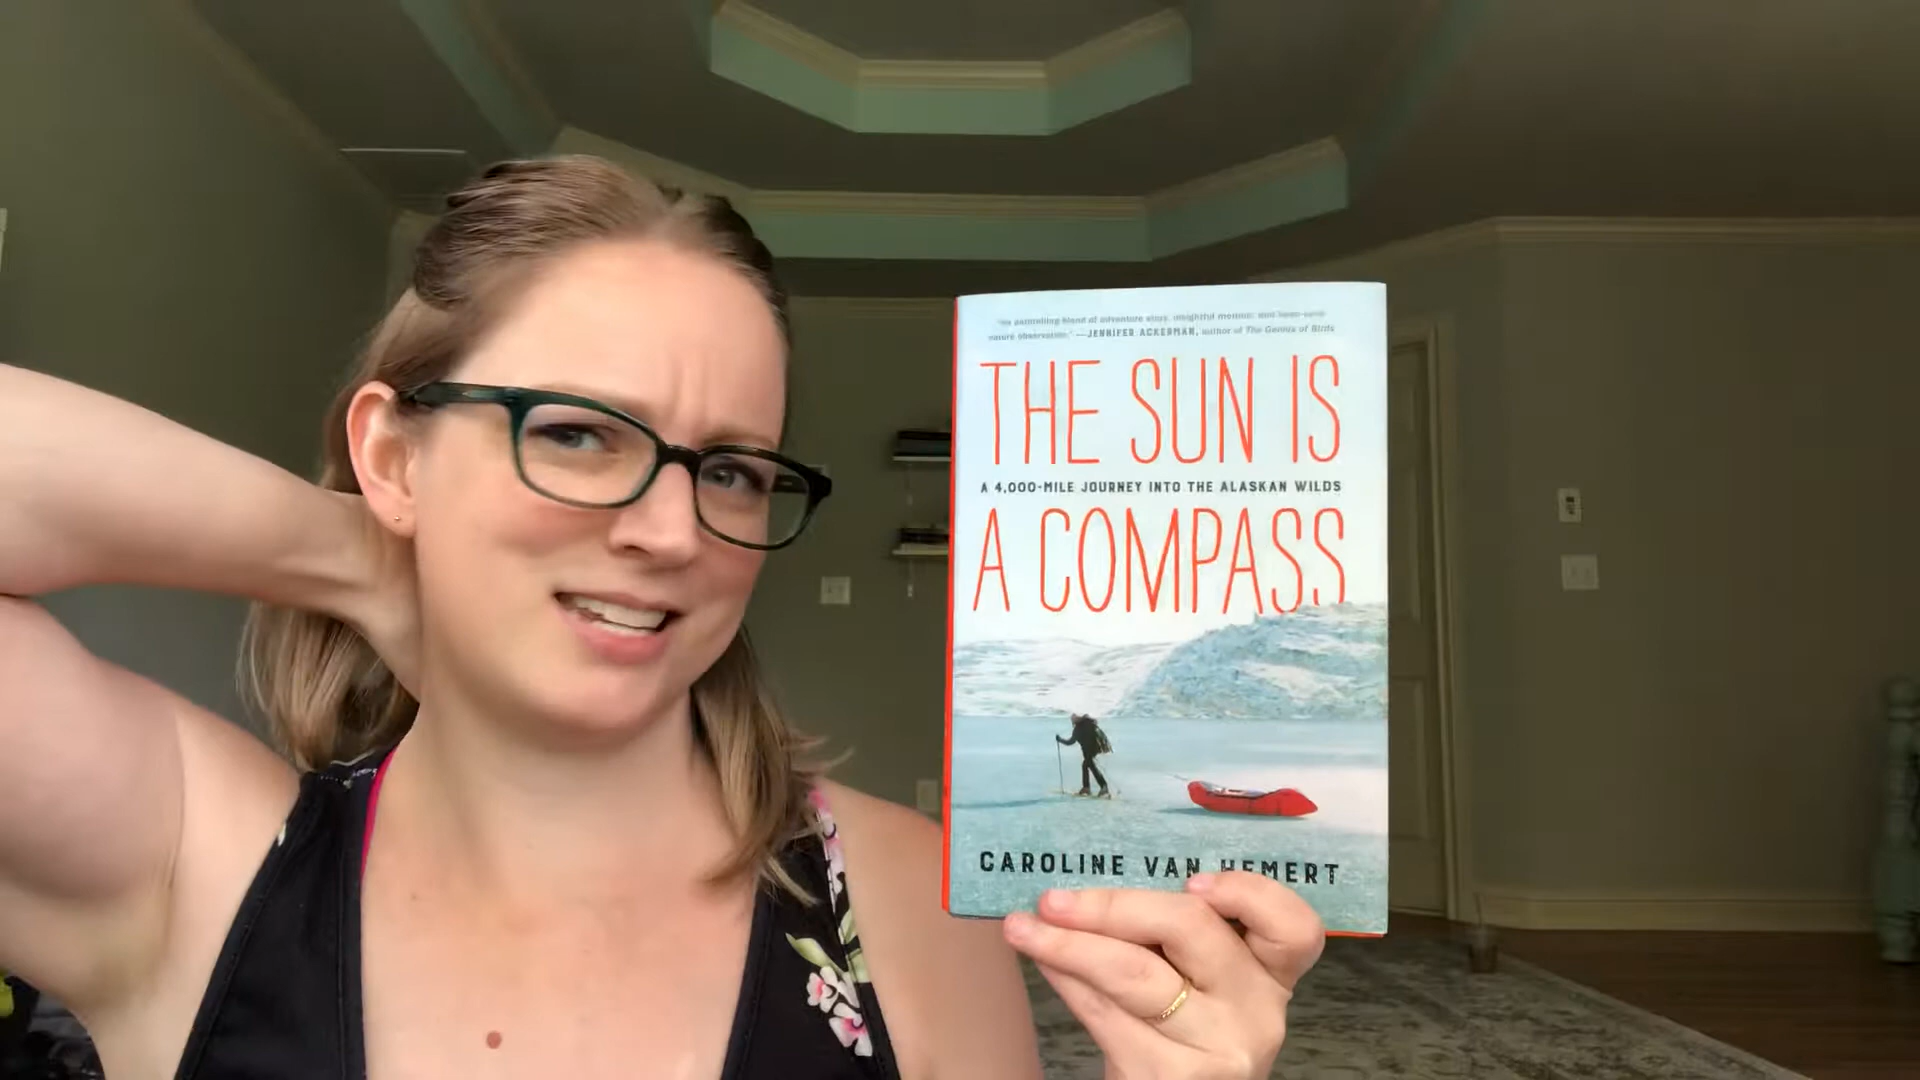 "An astonishing blend of adventure story, insightful memoir, and keen-eyed
nature observation." —JENNIFER ACKERMAN, author of The Genius of Birds
THE SUN IS
A 4,000-MILE JOURNEY INTO THE ALASKAN WILDS
A COMPASS
CAROLINE VAN HEMERT